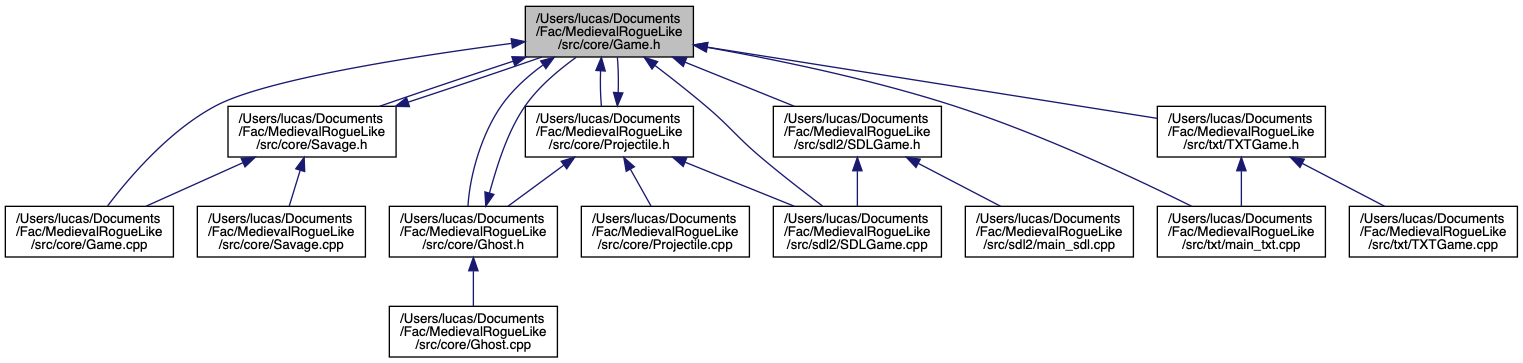 /Users/lucas/Documents
/Fac/MedievalRogueLike
/src/core/Game.h
/Users/lucas/Documents
/Fac/MedievalRogueLike
/src/core/Savage.h
/Users/lucas/Documents
/Fac/MedievalRogueLike
/src/core/Projectile.h
/Users/lucas/Documents
/Fac/MedievalRogueLike
/src/sdl2/SDLGame.h
/Users/lucas/Documents
/Fac/MedievalRogueLike
/src/txt/TXTGame.h
/Users/lucas/Documents
/Fac/MedievalRogueLike
/src/core/Game.cpp
/Users/lucas/Documents
/Fac/MedievalRogueLike
/src/core/Savage.cpp
/Users/lucas/Documents
/Fac/MedievalRogueLike
/src/core/Ghost.h
/Users/lucas/Documents
/Fac/MedievalRogueLike
/src/core/Projectile.cpp
/Users/lucas/Documents
/Fac/MedievalRogueLike
/src/sdl2/SDLGame.cpp
/Users/lucas/Documents
/Fac/MedievalRogueLike
/src/sdl2/main_sdl.cpp
/Users/lucas/Documents
/Fac/MedievalRogueLike
/src/txt/main_txt.cpp
/Users/lucas/Documents
/Fac/MedievalRogueLike
/src/txt/TXTGame.cpp
/Users/lucas/Documents
/Fac/MedievalRogueLike
/src/core/Ghost.cpp